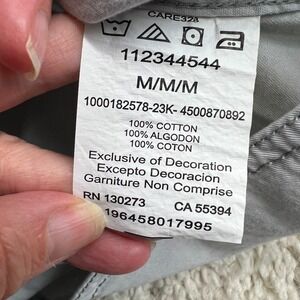 CARE324
112344544
M/M/M
1000182578-23K- 4500870892
100% COTTON
100% ALGODON
100% COTON
Exclusive of Decoration
Excepto Decoracion
Garniture Non Comprise
RN 130273 CA 55394
196458017995